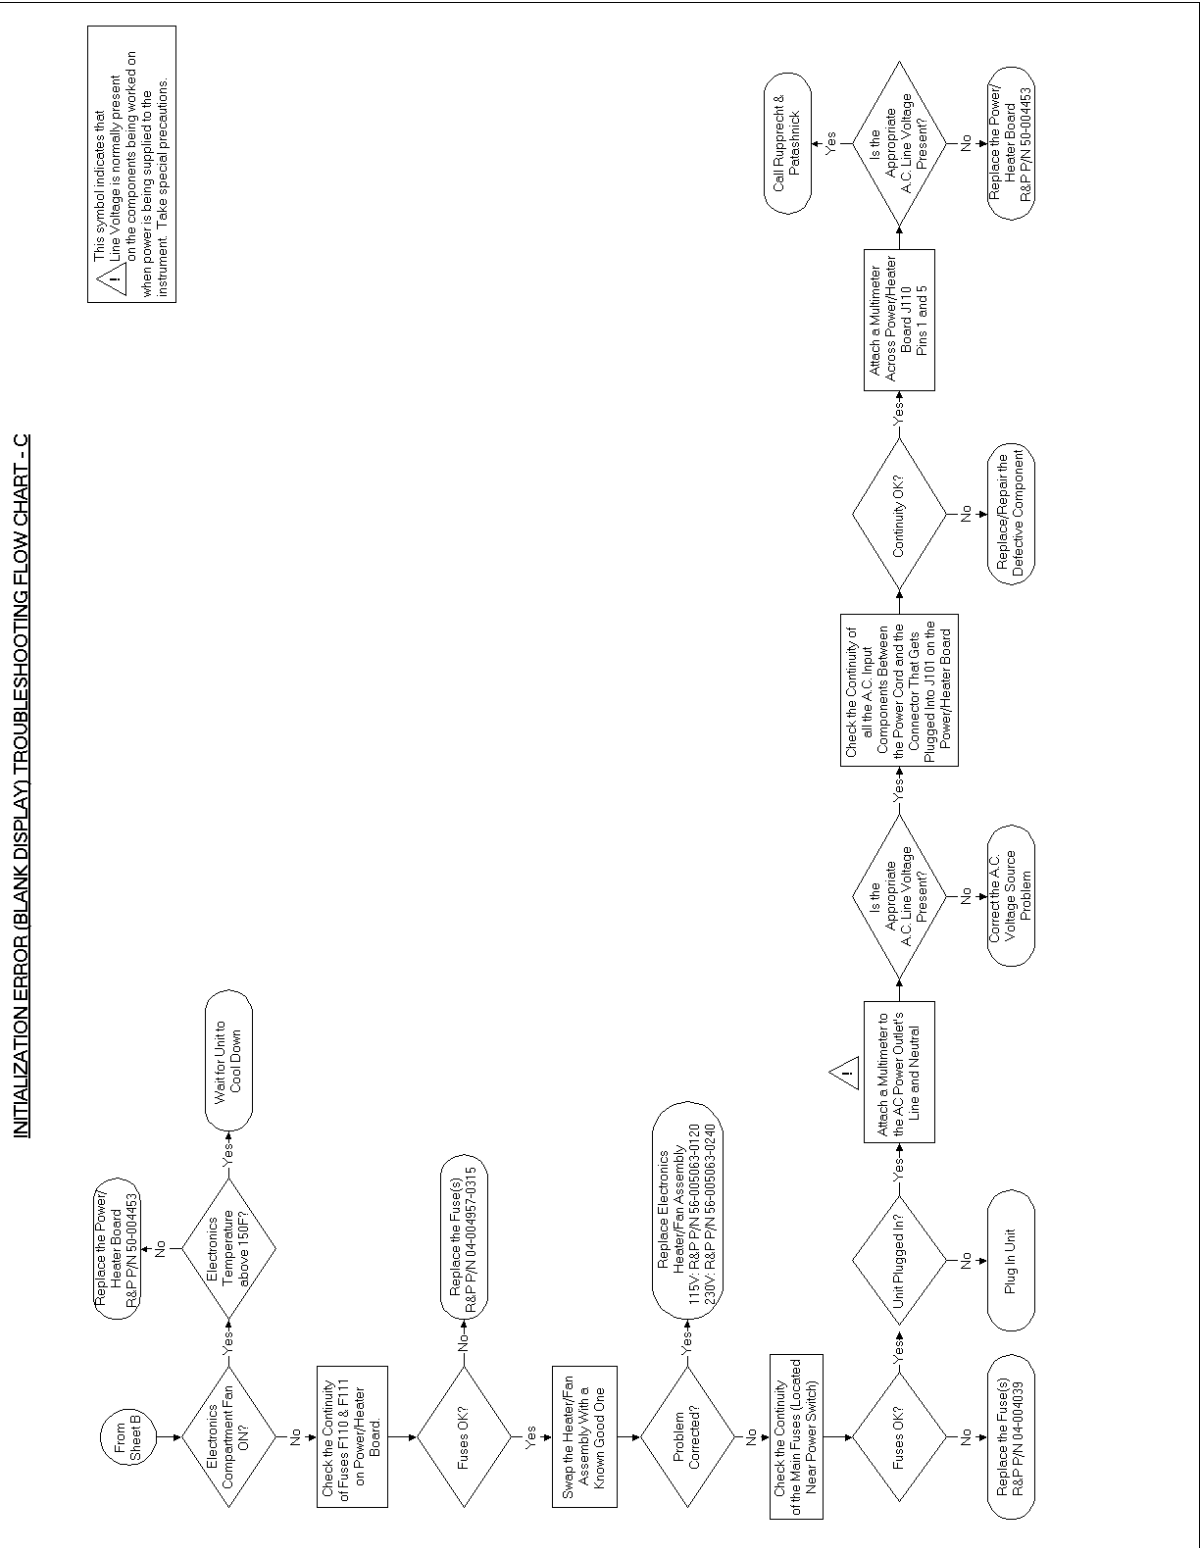 INITIALIZATION ERROR (BLANK DISPLAY) TROUBLESHOOTING FLOW CHART - C
!
This symbol indicates that
Line Voltage is normally present
on the components being worked on
when power is being supplied to the
instrument. Take special precautions.
From
Sheet B
Electronics
Compartment Fan
ON?
Yes
Electronics
Temperature
above 150F?
No
Replace the Power/
Heater Board
R&P P/N 50-004453
Yes
Wait for Unit to
Cool Down
No
Check the Continuity
of Fuses F110 & F111
on Power/Heater
Board.
Fuses OK?
No
Replace the Fuse(s)
R&P P/N 04-004957-0315
Yes
Swap the Heater/Fan
Assembly With a
Known Good One
Problem
Corrected?
Yes
Replace Electronics
Heater/Fan Assembly
115V: R&P P/N 56-005063-0120
230V: R&P P/N 56-005063-0240
No
Check the Continuity
of the Main Fuses (Located
Near Power Switch)
Fuses OK?
No
Replace the Fuse(s)
R&P P/N 04-004039
Yes
Unit Plugged In?
No
Plug In Unit
Yes
!
Attach a Multimeter to
the AC Power Outlet's
Line and Neutral
Is the
Appropriate
A.C. Line Voltage
Present?
No
Correct the A.C.
Voltage Source
Problem
Yes
Check the Continuity of
all the A.C. Input
Components Between
the Power Cord and the
Connector That Gets
Plugged Into J101 on the
Power/Heater Board
Continuity OK?
No
Replace/Repair the
Defective Component
Yes
Attach a Multimeter
Across Power/Heater
Board J110
Pins 1 and 5
Is the
Appropriate
A.C. Line Voltage
Present?
Yes
Call Rupprecht &
Patashnick
No
Replace the Power/
Heater Board
R&P P/N 50-004453